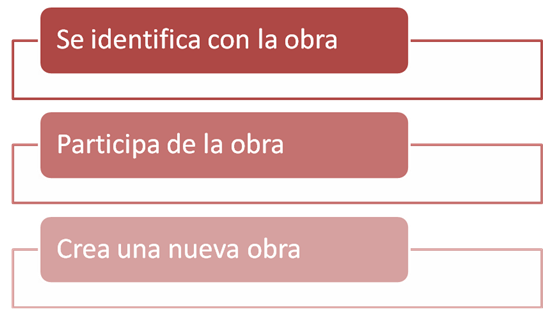 Se identifica con la obra
Participa de la obra
Crea una nueva obra